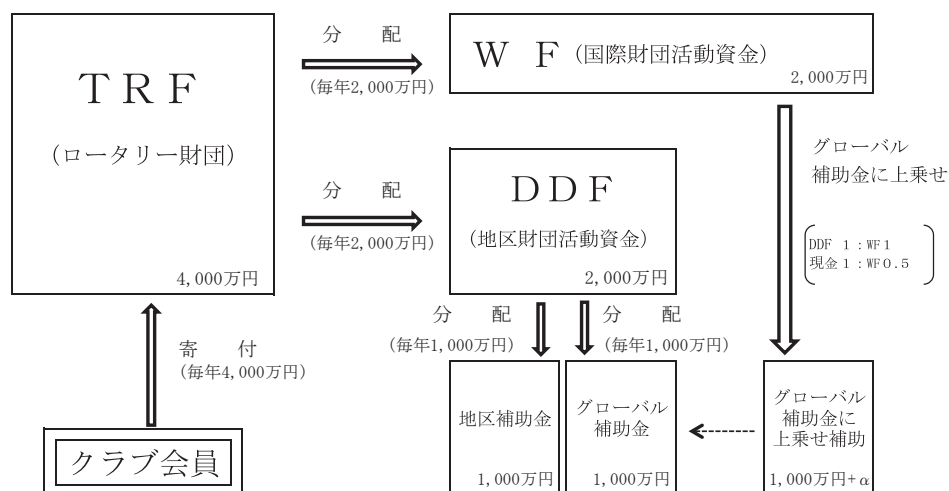 TRF
(ロータリー財団)
4,000万円
分　配
(毎年2,000万円)
WF(国際財団活動資金)
2,000万円
分　配
(毎年2,000万円)
DDF
(地区財団活動資金)
2,000万円
グローバル
補助金に上乗せ
DDF 1:WF1
現金1:WF0.5
寄　付
(毎年4,000万円)
クラブ会員
分　配
(毎年1,000万円)
分　配
(毎年1,000万円)
地区補助金
1,000万円
グローバル
補助金
1,000万円
グローバル
補助金に
上乗せ補助
1,000万円+α